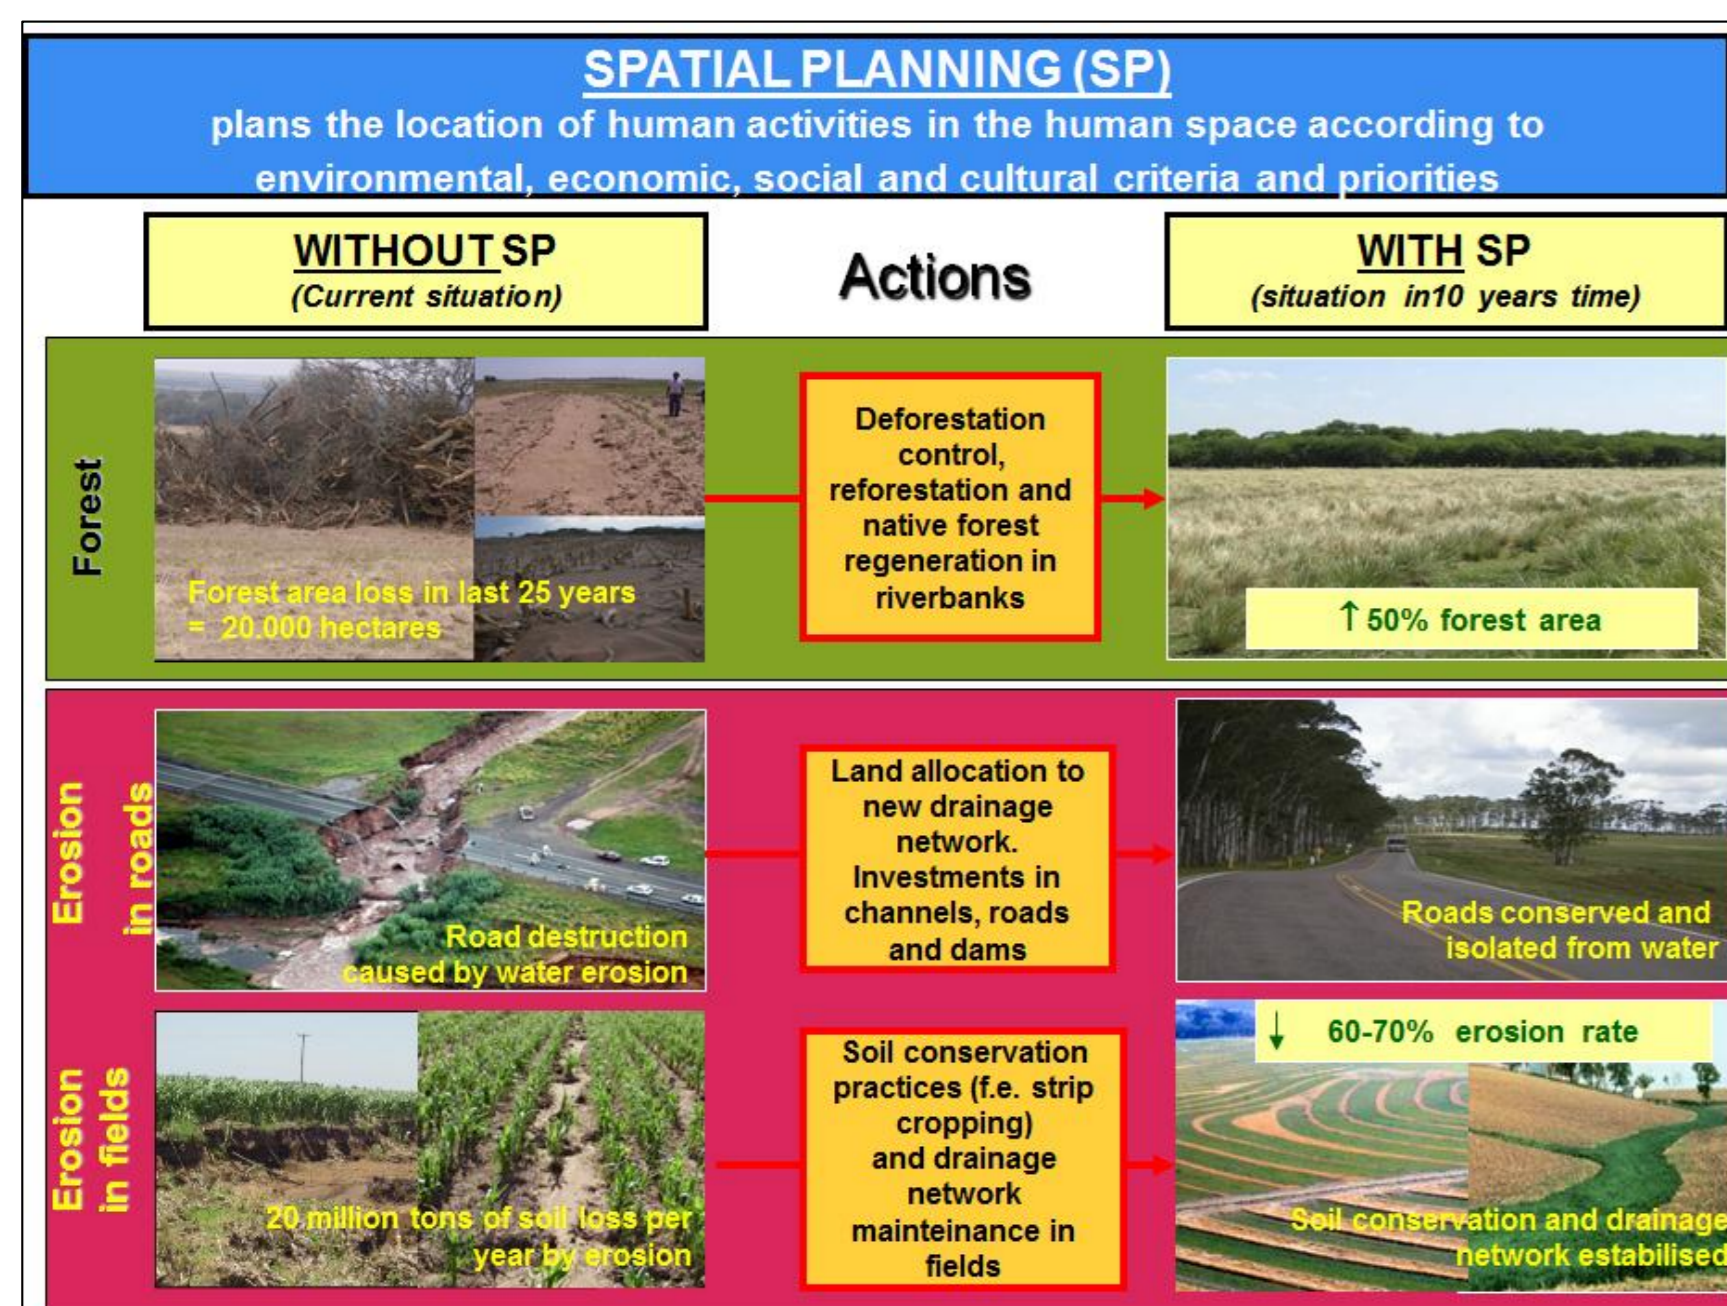 SPATIAL PLANNING (SP)
plans the location of human activities in the human space according to
environmental, economic, social and cultural criteria and priorities
WITHOUT SP
(Current situation)
Actions
WITH SP
(situation in10 years time)
Forest
Forest area loss in last 25 years
= 20.000 hectares
Deforestation
control,
reforestation and
native forest
regeneration in
riverbanks
↑ 50% forest area
Erosion
in roads
Road destruction
caused by water erosion
Land allocation to
new drainage
network.
Investments in
channels, roads
and dams
Roads conserved and
isolated from water
Erosion
in fields
20 million tons of soil loss per
year by erosion
Soil conservation
practices (f.e. strip
cropping)
and drainage
network
mainteinance in
fields
↓ 60-70% erosion rate
Soil conservation and drainage
network estabilised